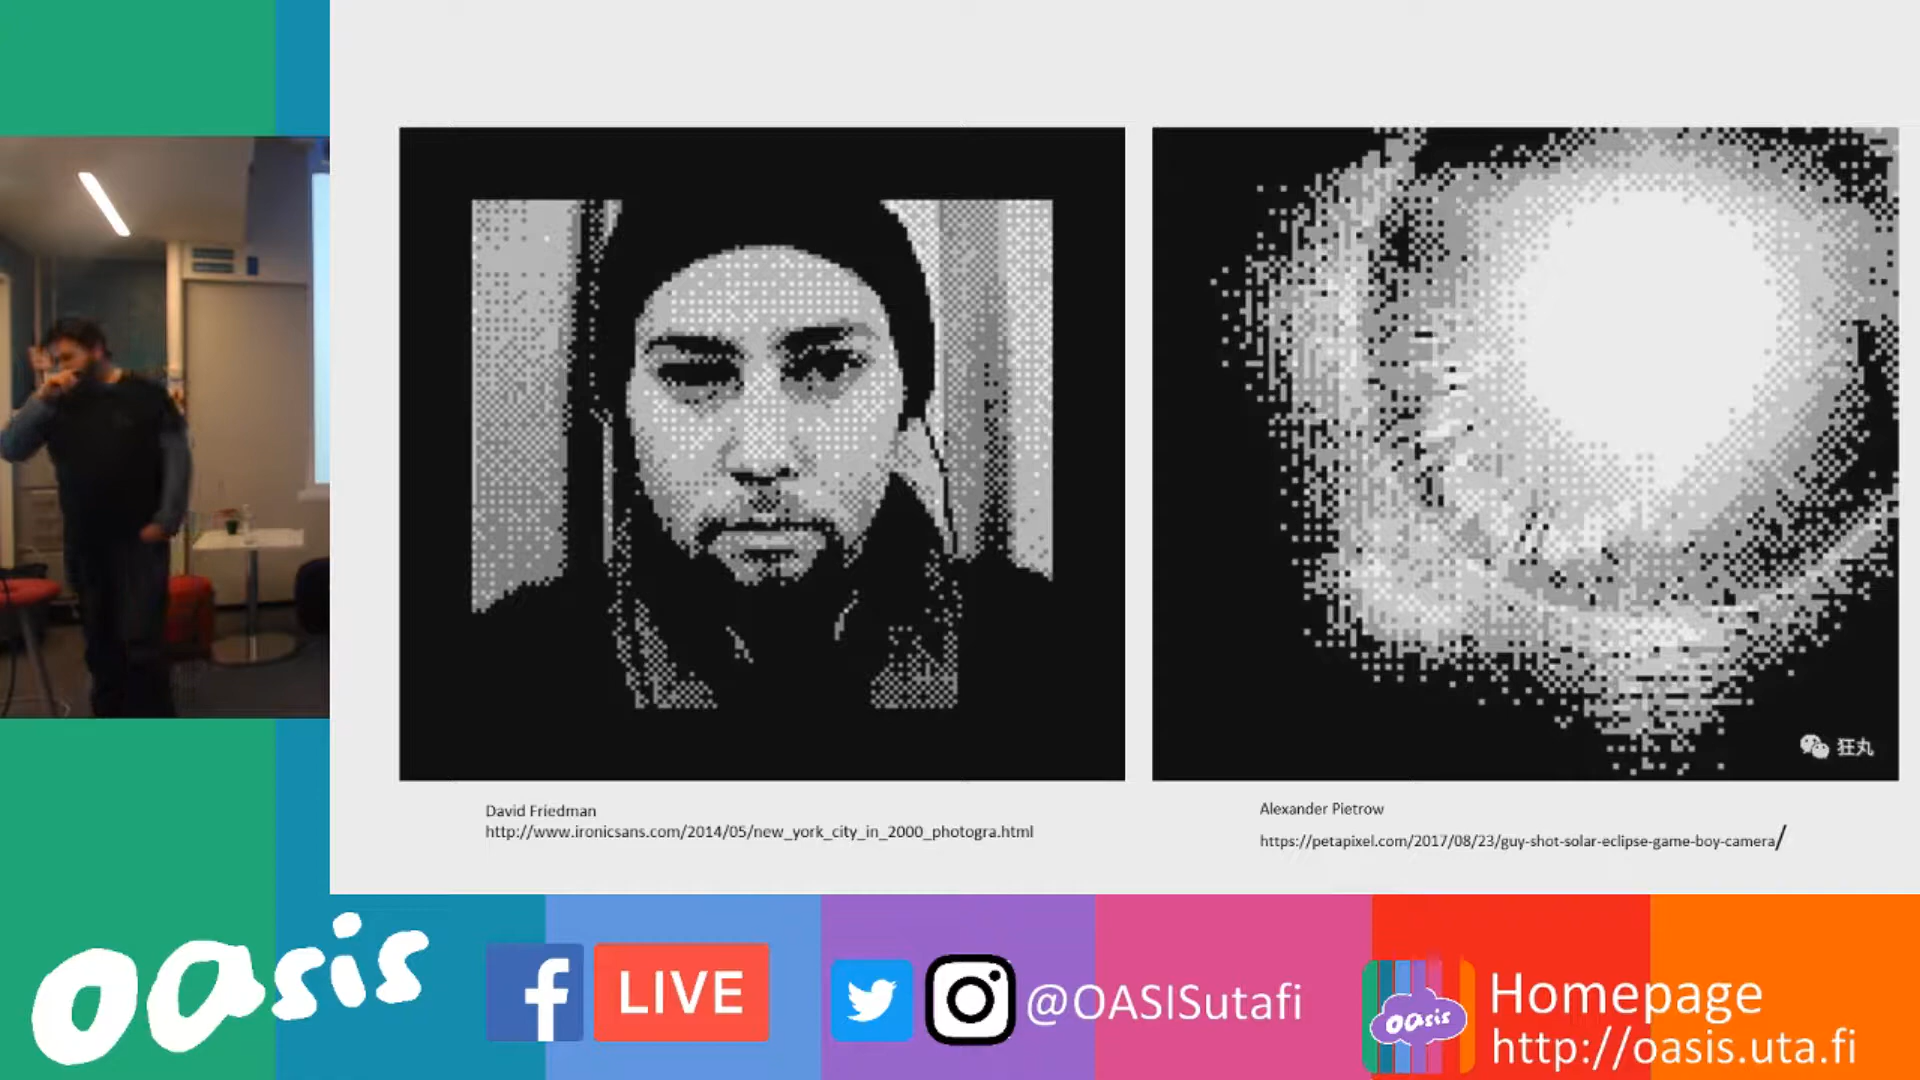 狂丸
David Friedman
http://www.ironicsans.com/2014/05/new_york_city_in_2000_photogra.html
Alexander Pietrow
https://petapixel.com/2017/08/23/guy-shot-solar-eclipse-game-boy-camera/
oasis
f LIVE
@OASISutafi
oasis
Homepage
http://oasis.uta.fi